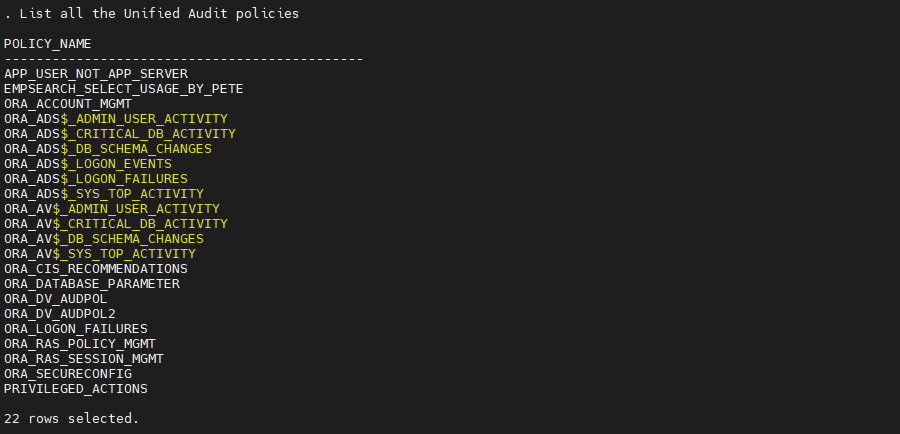 . List all the Unified Audit policies
POLICY_NAME
---------------------------------------------
APP_USER_NOT_APP_SERVER
EMPSEARCH_SELECT_USAGE_BY_PETE
ORA_ACCOUNT_MGMT
ORA_ADS$_ADMIN_USER_ACTIVITY
ORA_ADS$_CRITICAL_DB_ACTIVITY
ORA_ADS$_DB_SCHEMA_CHANGES
ORA_ADS$_LOGON_EVENTS
ORA_ADS$_LOGON_FAILURES
ORA_ADS$_SYS_TOP_ACTIVITY
ORA_AV$_ADMIN_USER_ACTIVITY
ORA_AV$_CRITICAL_DB_ACTIVITY
ORA_AV$_DB_SCHEMA_CHANGES
ORA_AV$_SYS_TOP_ACTIVITY
ORA_CIS_RECOMMENDATIONS
ORA_DATABASE_PARAMETER
ORA_DV_AUDPOL
ORA_DV_AUDPOL2
ORA_LOGON_FAILURES
ORA_RAS_POLICY_MGMT
ORA_RAS_SESSION_MGMT
ORA_SECURECONFIG
PRIVILEGED_ACTIONS
22 rows selected.